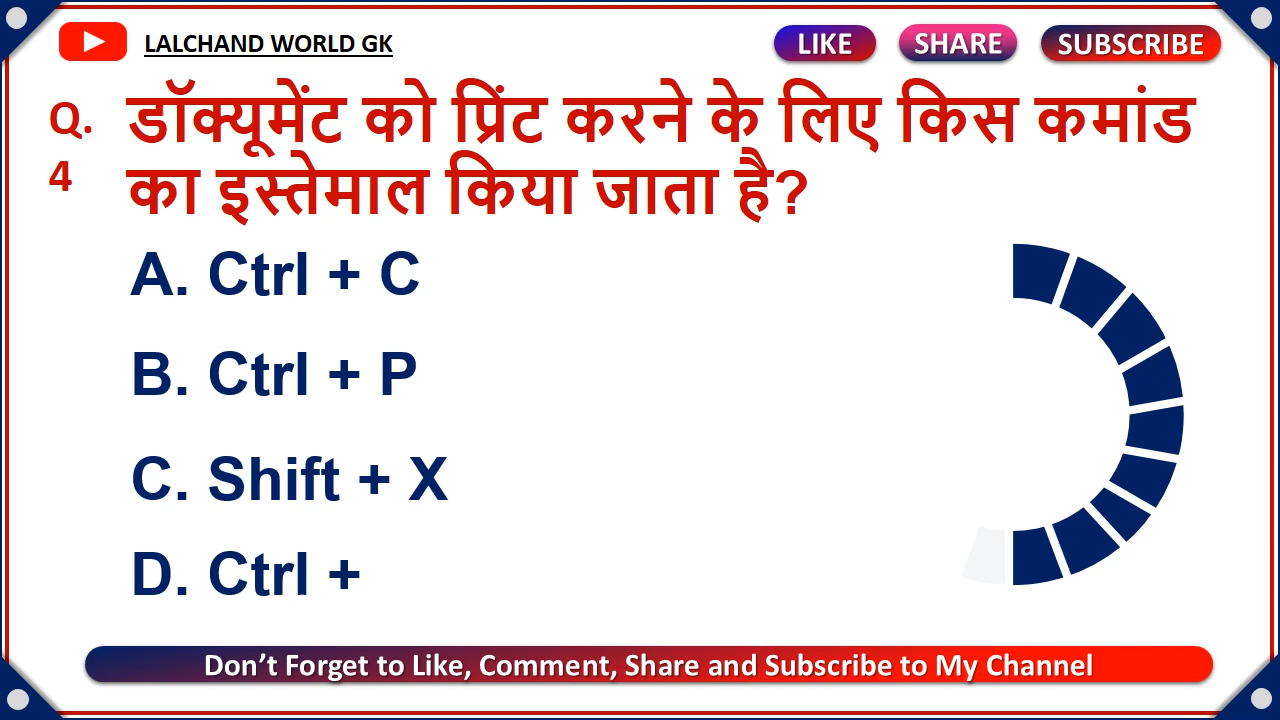 LALCHAND WORLD GK
LIKE SHARE SUBSCRIBE
Q. 4 डॉक्यूमेंट को प्रिंट करने के लिए किस कमांड
का इस्तेमाल किया जाता है?
A. Ctrl + C
B. Ctrl + P
C. Shift + X
D. Ctrl +
Don’t Forget to Like, Comment, Share and Subscribe to My Channel